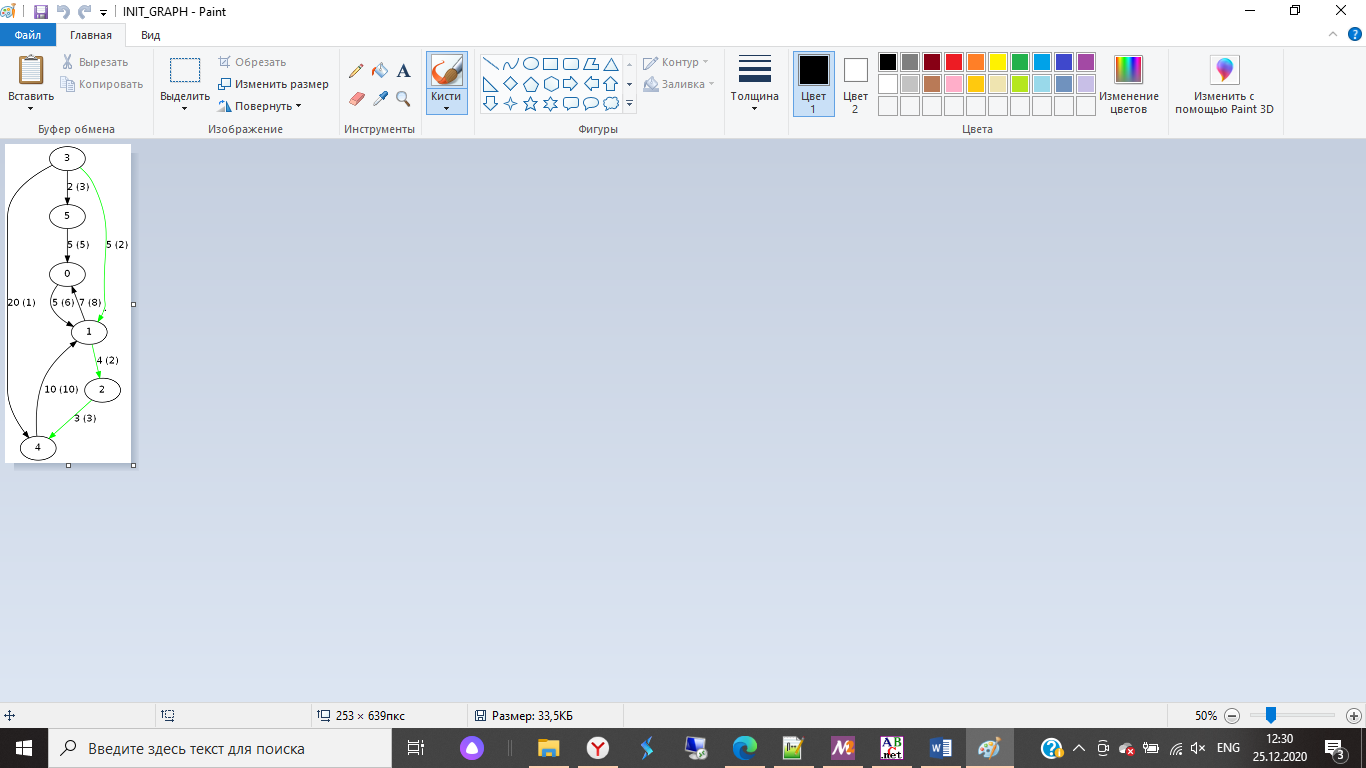 INIT_GRAPH - Paint
Файл Главная Вид
Вставить
Вырезать
Копировать
Буфер обмена
Выделить
Обрезать
Изменить размер
Повернуть
Изображение
A
Инструменты
Кисти
Контур
Заливка
Фигуры
Толщина
Цвет
1
Цвет
2
Изменение
цветов
Цвета
Изменить с
помощью Paint 3D
3
2 (3)
5
5 (5) 5 (2)
0
20 (1) 5 (6) 7 (8)
1
4 (2)
10 (10) 2
3 (3)
4
253 × 639пкс Размер: 33,5КБ 50%
Введите здесь текст для поиска
ENG
12:30
25.12.2020
3